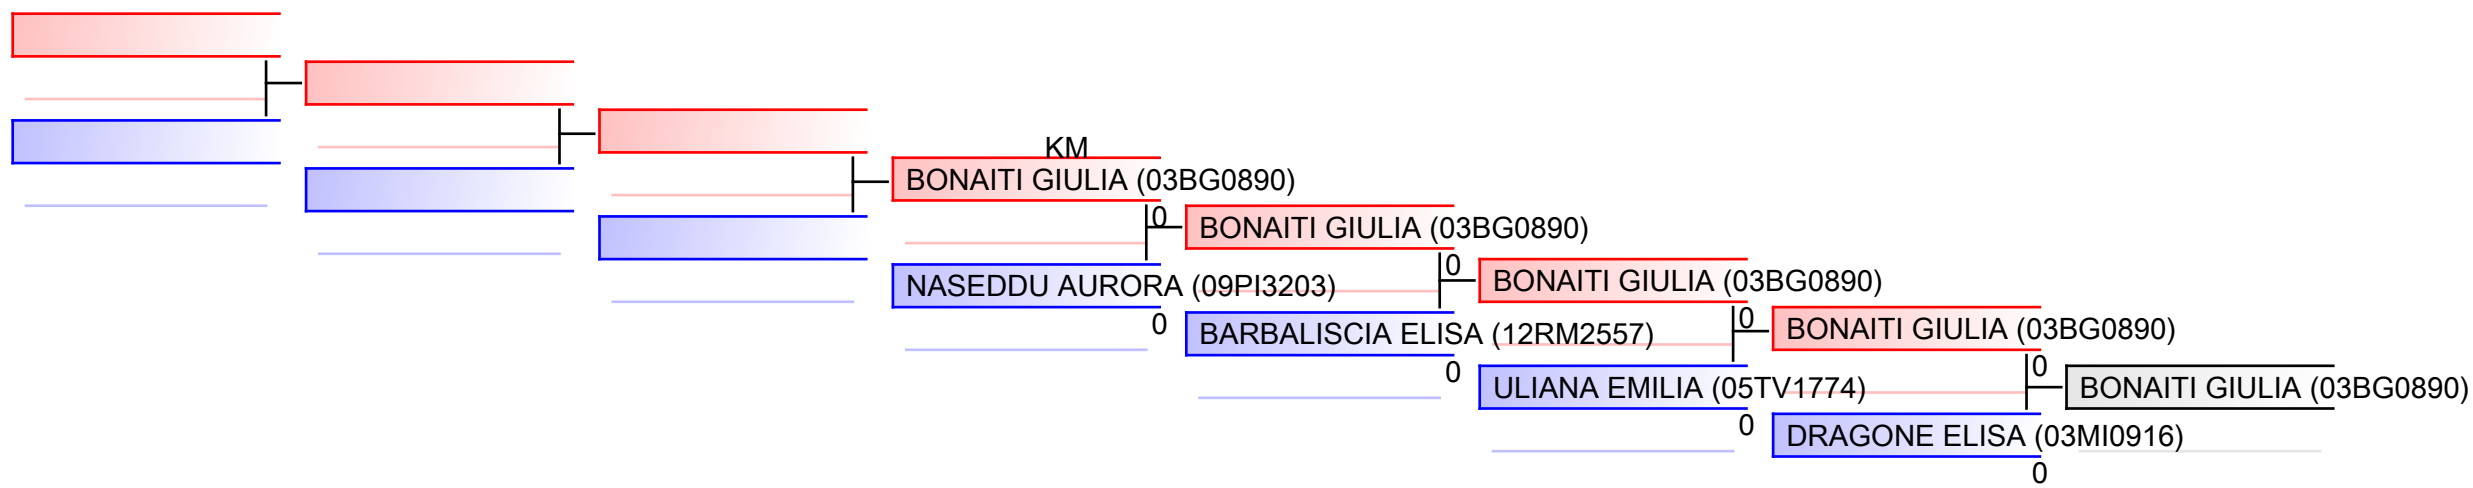 KM
BONAITI GIULIA (03BG0890)
0
BONAITI GIULIA (03BG0890)
0
BONAITI GIULIA (03BG0890)
NASEDDU AURORA (09PI3203)
0
0
BONAITI GIULIA (03BG0890)
BARBALISCIA ELISA (12RM2557)
0
0
BONAITI GIULIA (03BG0890)
ULIANA EMILIA (05TV1774)
0
DRAGONE ELISA (03MI0916)
0